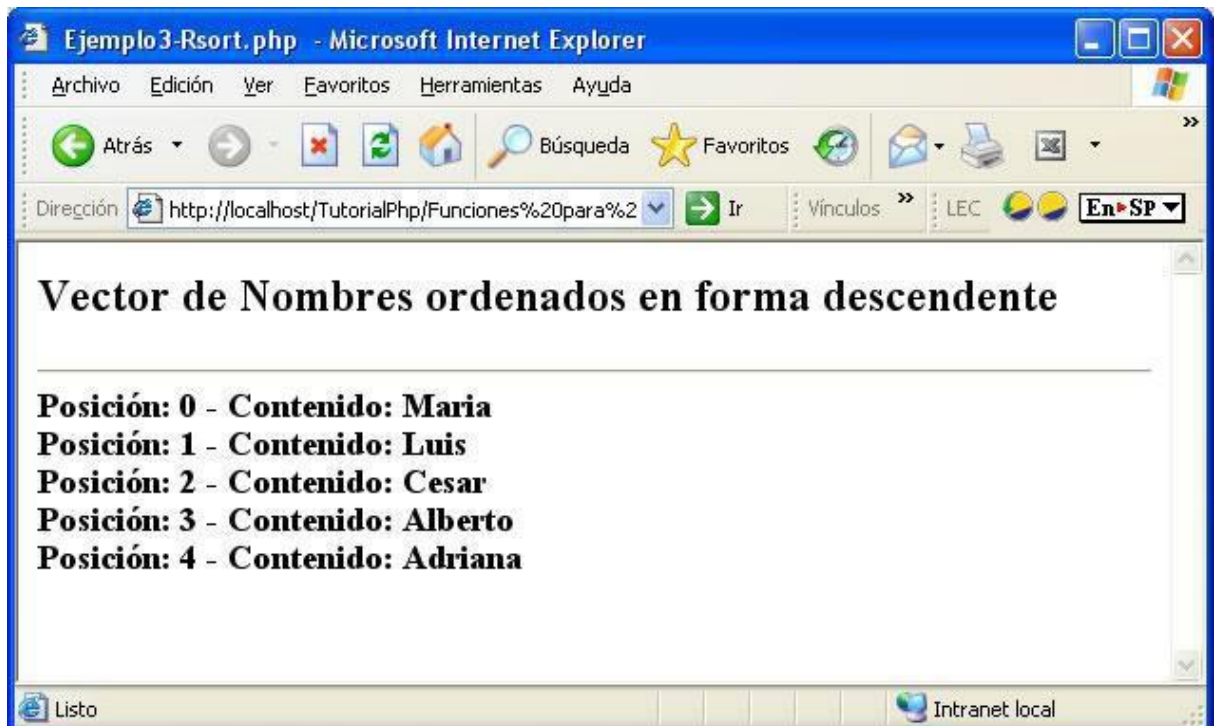 Ejemplo3-Rsort.php - Microsoft Internet Explorer
Archivo Edición Ver Favoritos Herramientas Ayuda
Atrás Búsqueda Favoritos »
Dirección http://localhost/TutorialPhp/Funciones%20para%2 Ir Vínculos » LEC En SP
Vector de Nombres ordenados en forma descendente
Posición: 0 - Contenido: Maria
Posición: 1 - Contenido: Luis
Posición: 2 - Contenido: Cesar
Posición: 3 - Contenido: Alberto
Posición: 4 - Contenido: Adriana
Listo Intranet local